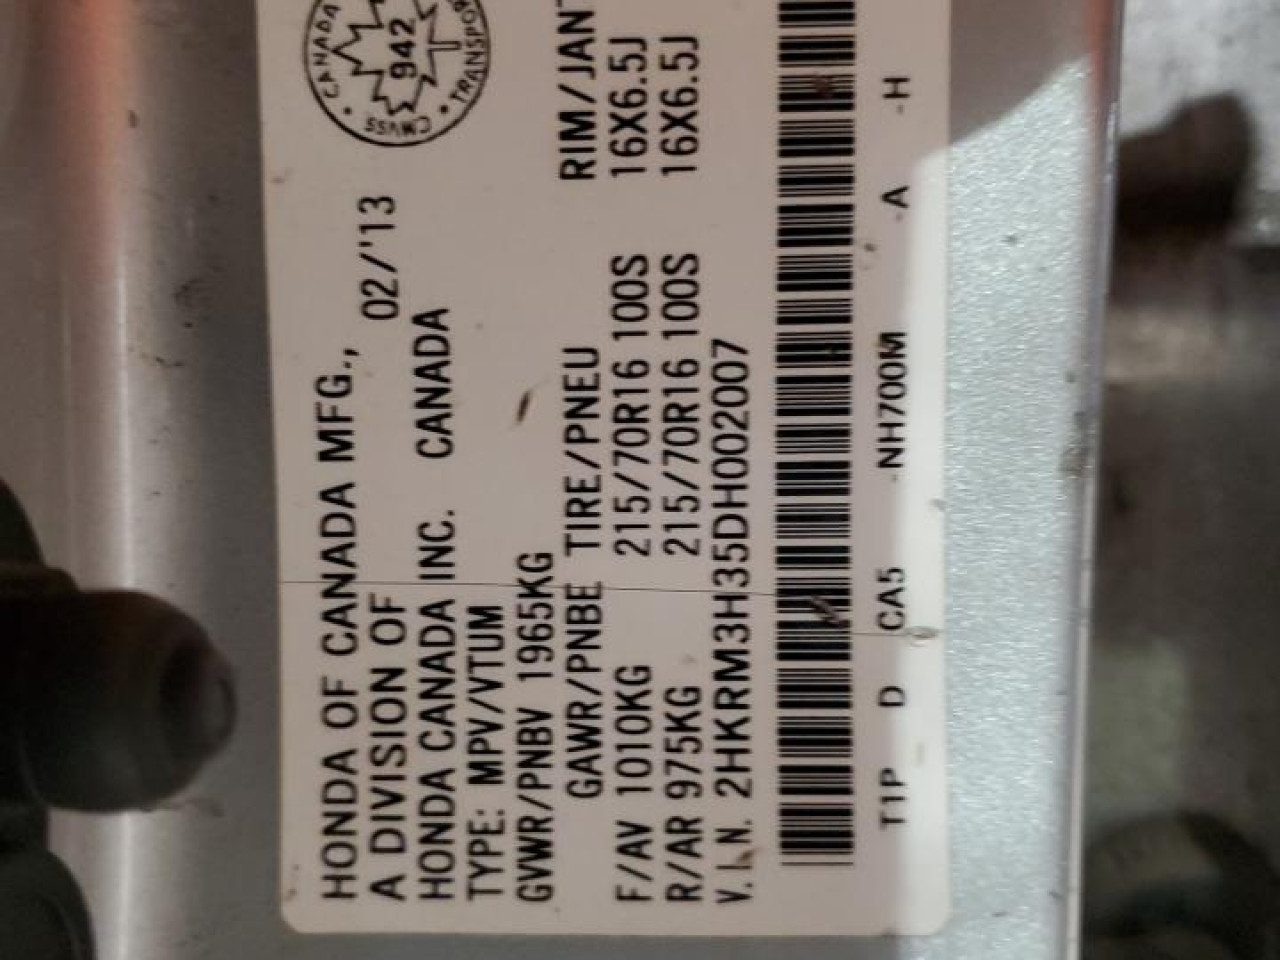 HONDA OF CANADA MFG.,
A DIVISION OF 02/'13
HONDA CANADA INC. CANADA
TYPE: MPV/VTUM
GVWR/PNBV 1965KG
GAWR/PNBE TIRE/PNEU RIM/JAN
F/AV 1010KG 215/70R16 100S 16X6.5J
R/AR 975KG 215/70R16 100S 16X6.5J
V.I.N. 2HKRM3H35DH002007
T1P D CA5 -NH700M -A -H
CANADA
942
TRANSPOR
CMVSS